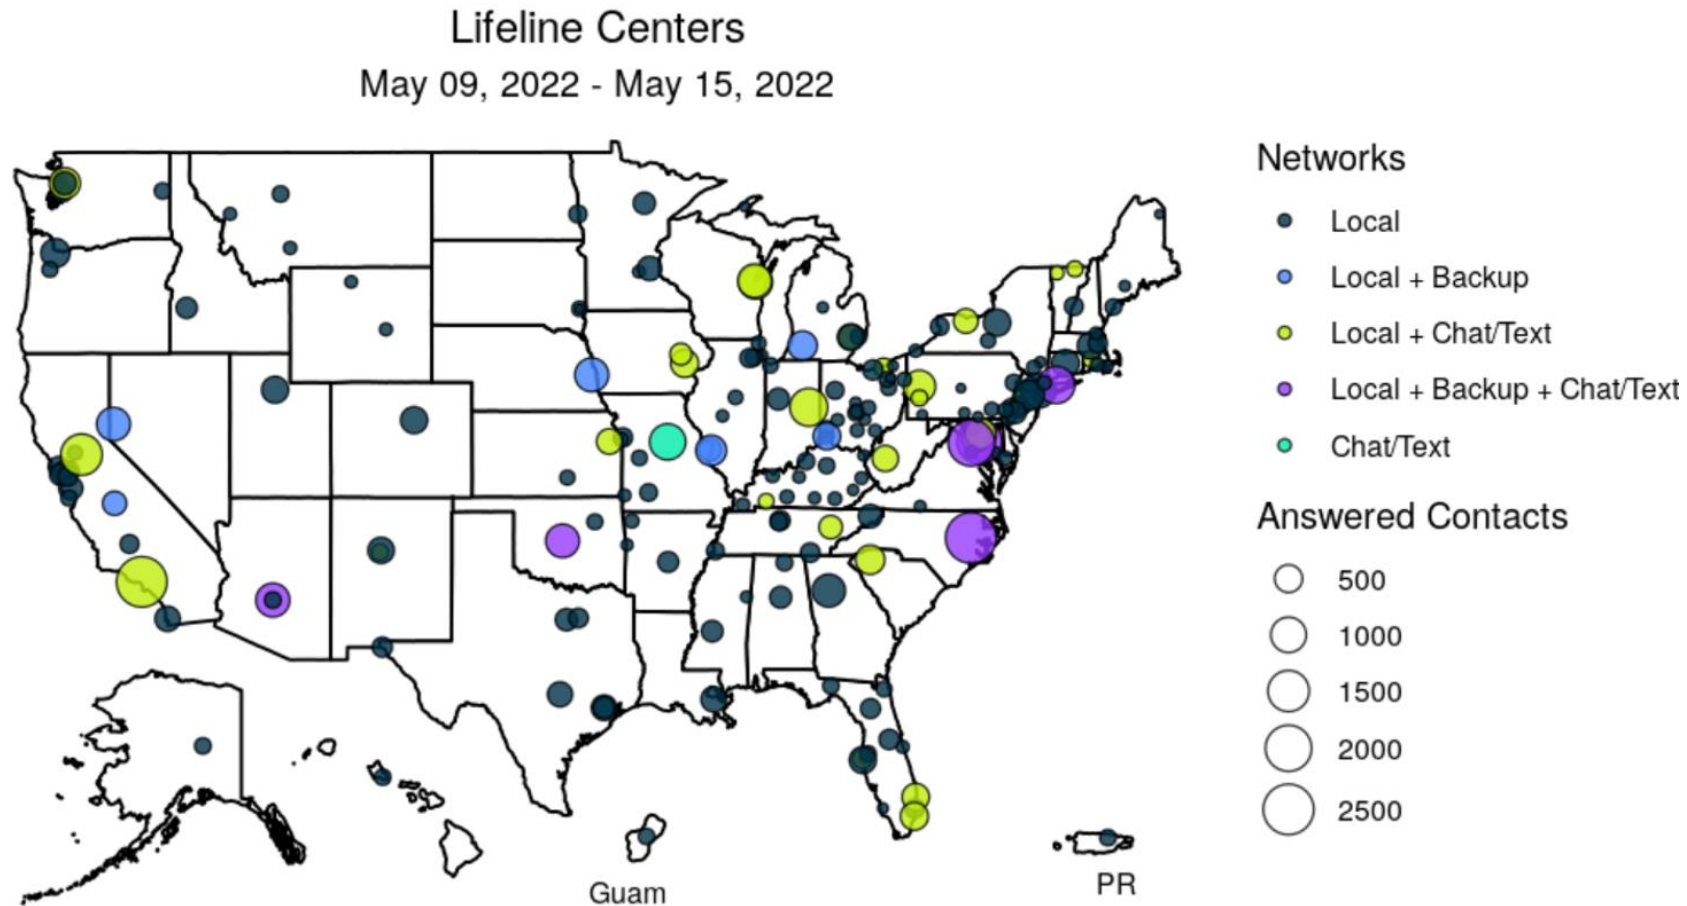 Lifeline Centers
May 09, 2022 - May 15, 2022
Networks
Local
Local + Backup
Local + Chat/Text
Local + Backup + Chat/Text
Chat/Text
Answered Contacts
500
1000
1500
2000
2500
Guam
PR